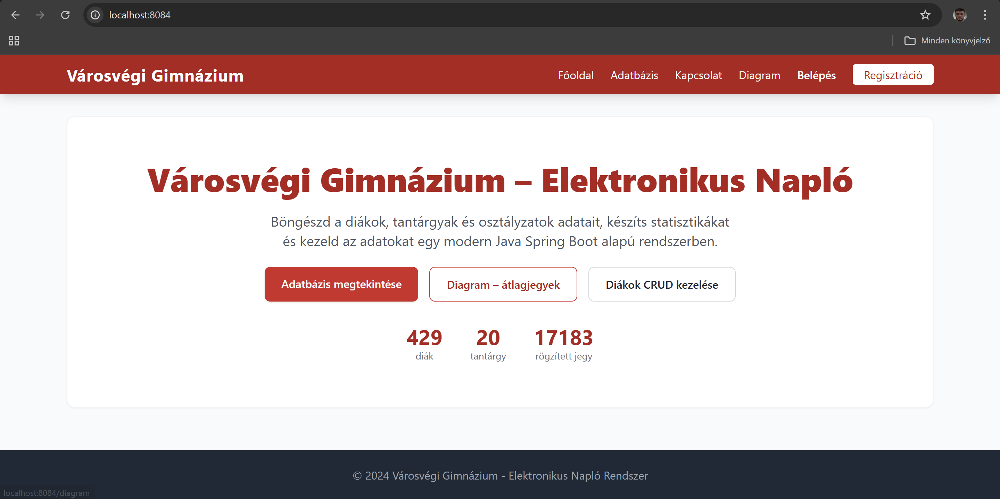 localhost:8084
Minden könyvjelző
Városvégi Gimnázium
Főoldal Adatbázis Kapcsolat Diagram Belépés Regisztráció
Városvégi Gimnázium – Elektronikus Napló
Böngészd a diákok, tantárgyak és osztályzatok adatait, készíts statisztikákat
és kezeld az adatokat egy modern Java Spring Boot alapú rendszerben.
Adatbázis megtekintése Diagram – átlagjegyek Diákok CRUD kezelése
429 20 17183
diák tantárgy rögzített jegy
© 2024 Városvégi Gimnázium - Elektronikus Napló Rendszer
localhost:8084/diagram